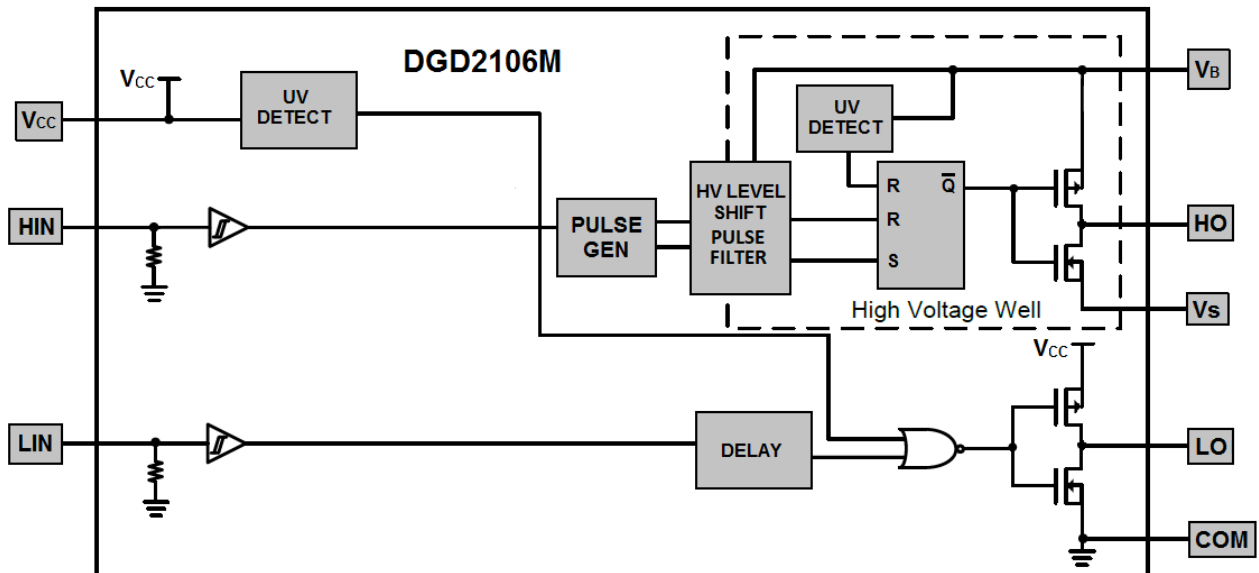 DGD2106M
VCC
VCC
UV
DETECT
UV
DETECT
VB
HIN
PULSE
GEN
HV LEVEL
SHIFT
PULSE
FILTER
R
Q
R
S
HO
High Voltage Well
Vs
VCC
LIN
DELAY
LO
COM